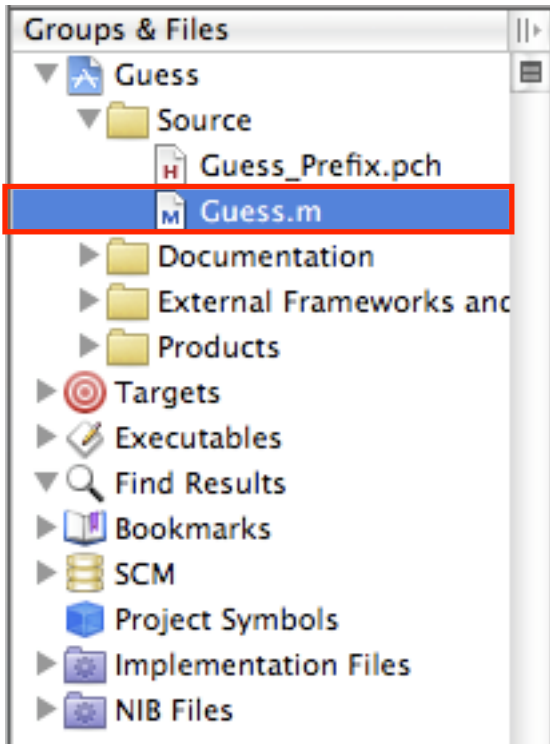 Groups & Files
Guess
Source
H Guess_Prefix.pch
M Guess.m
Documentation
External Frameworks and
Products
Targets
Executables
Find Results
Bookmarks
SCM
Project Symbols
Implementation Files
NIB Files